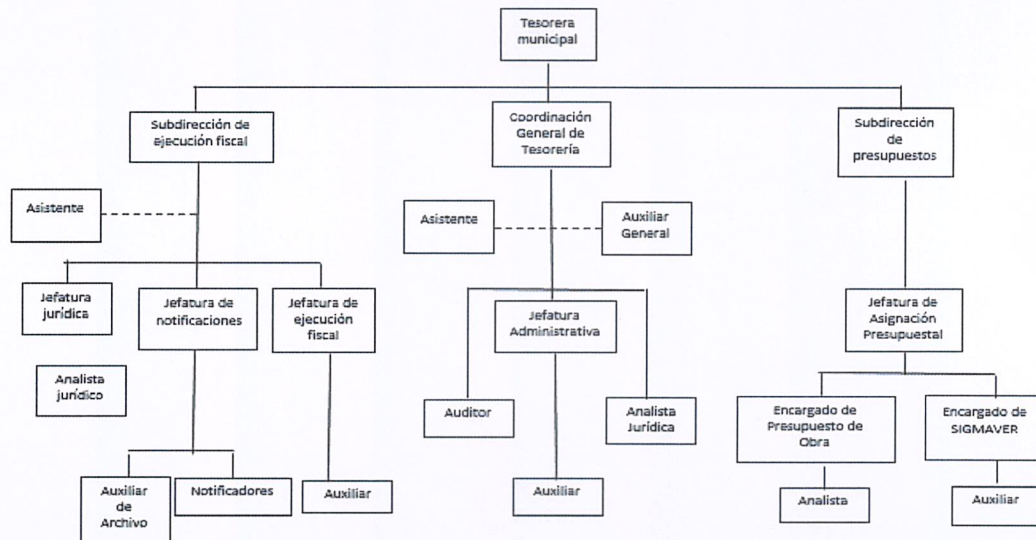 Tesorera
municipal
Subdirección de
ejecución fiscal
Coordinación
General de
Tesorería
Subdirección
de
presupuestos
Asistente
Asistente
Auxiliar
General
Jefatura
jurídica
Jefatura de
notificaciones
Jefatura de
ejecución
fiscal
Jefatura
Administrativa
Jefatura de
Asignación
Presupuestal
Analista
jurídico
Auditor
Analista
Jurídica
Encargado de
Presupuesto de
Obra
Encargado de
SIGMAVER
Auxiliar
de
Archivo
Notificadores
Auxiliar
Auxiliar
Analista
Auxiliar